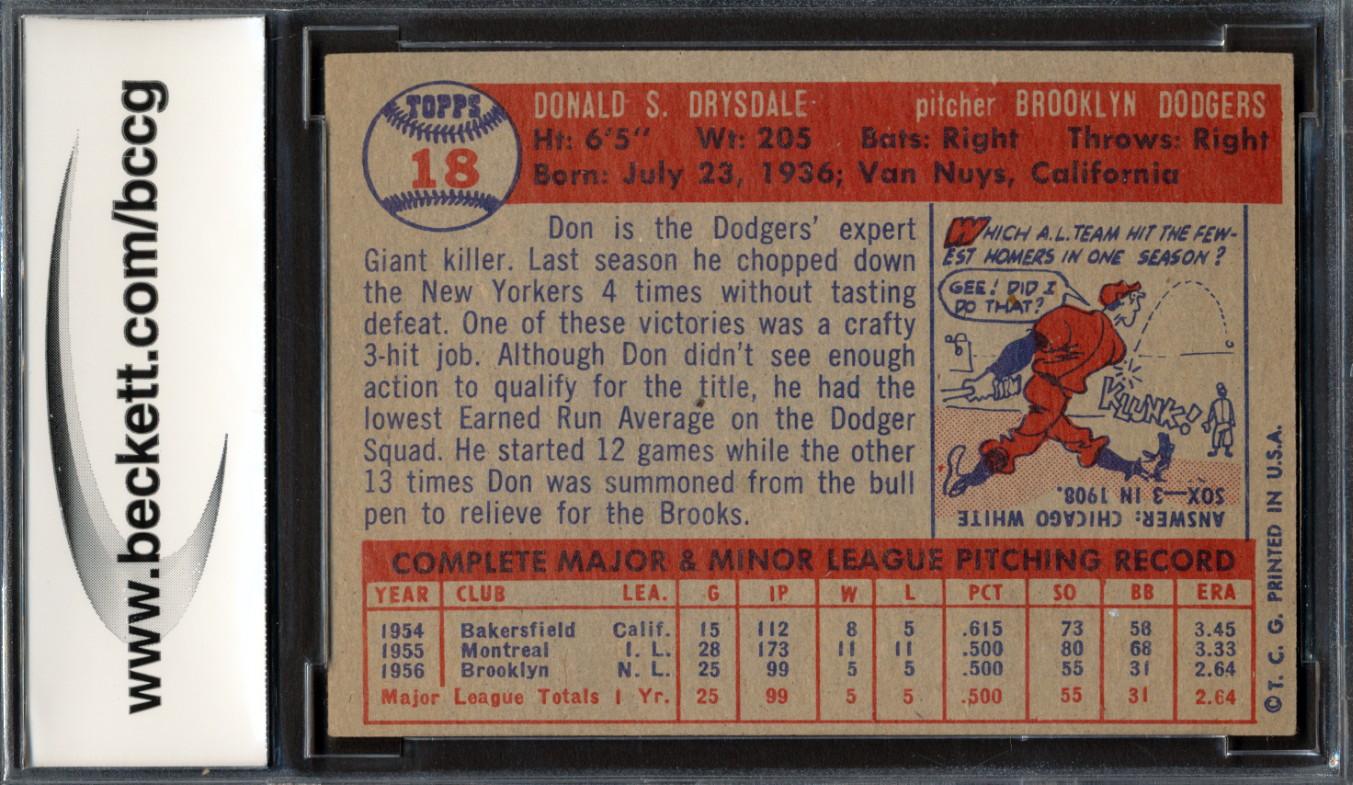 www.beckett.com/bccg
TOPPS
18
DONALD S. DRYSDALE pitcher BROOKLYN DODGERS
Ht: 6'5" Wt: 205 Bats: Right Throws: Right
Born: July 23, 1936; Van Nuys, California
Don is the Dodgers' expert
Giant killer. Last season he chopped down
the New Yorkers 4 times without tasting
defeat. One of these victories was a crafty
3-hit job. Although Don didn't see enough
action to qualify for the title, he had the
lowest Earned Run Average on the Dodger
Squad. He started 12 games while the other
13 times Don was summoned from the bull
pen to relieve for the Brooks.
WHICH A.L. TEAM HIT THE FEW-
EST HOMERS IN ONE SEASON?
GEE! DID I
DO THAT?
KLUNK!
ANSWER: CHICAGO WHITE
SOX—3 IN 1908.
COMPLETE MAJOR & MINOR LEAGUE PITCHING RECORD
YEAR CLUB LEA. G IP W L PCT SO BB ERA
1954 Bakersfield Calif. 15 112 8 5 .615 73 58 3.45
1955 Montreal I. L. 28 173 11 11 .500 80 68 3.33
1956 Brooklyn N. L. 25 99 5 5 .500 55 31 2.64
Major League Totals 1 Yr. 25 99 5 5 .500 55 31 2.64
© T. C. G. PRINTED IN U.S.A.